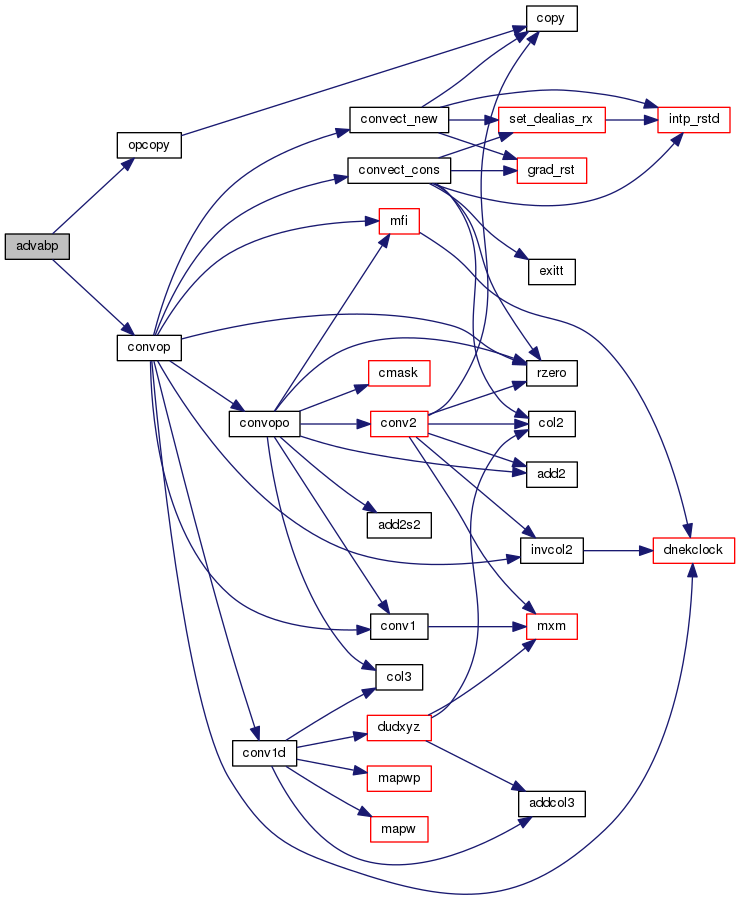 copy
convect_new
set_dealias_rx
intp_rstd
opcopy
convect_cons
grad_rst
mfi
advabp
exitt
convop
cmask
rzero
convopo
conv2
col2
add2
add2s2
invcol2
dnekclock
conv1
mxm
col3
dudxyz
conv1d
mapwp
addcol3
mapw